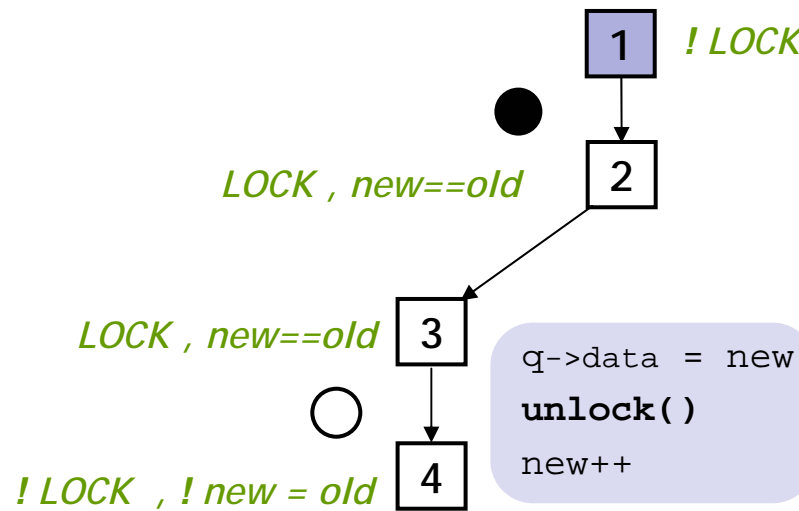 1 ! LOCK
LOCK , new==old 2
LOCK , new==old 3
q->data = new
unlock()
new++
! LOCK , ! new = old 4